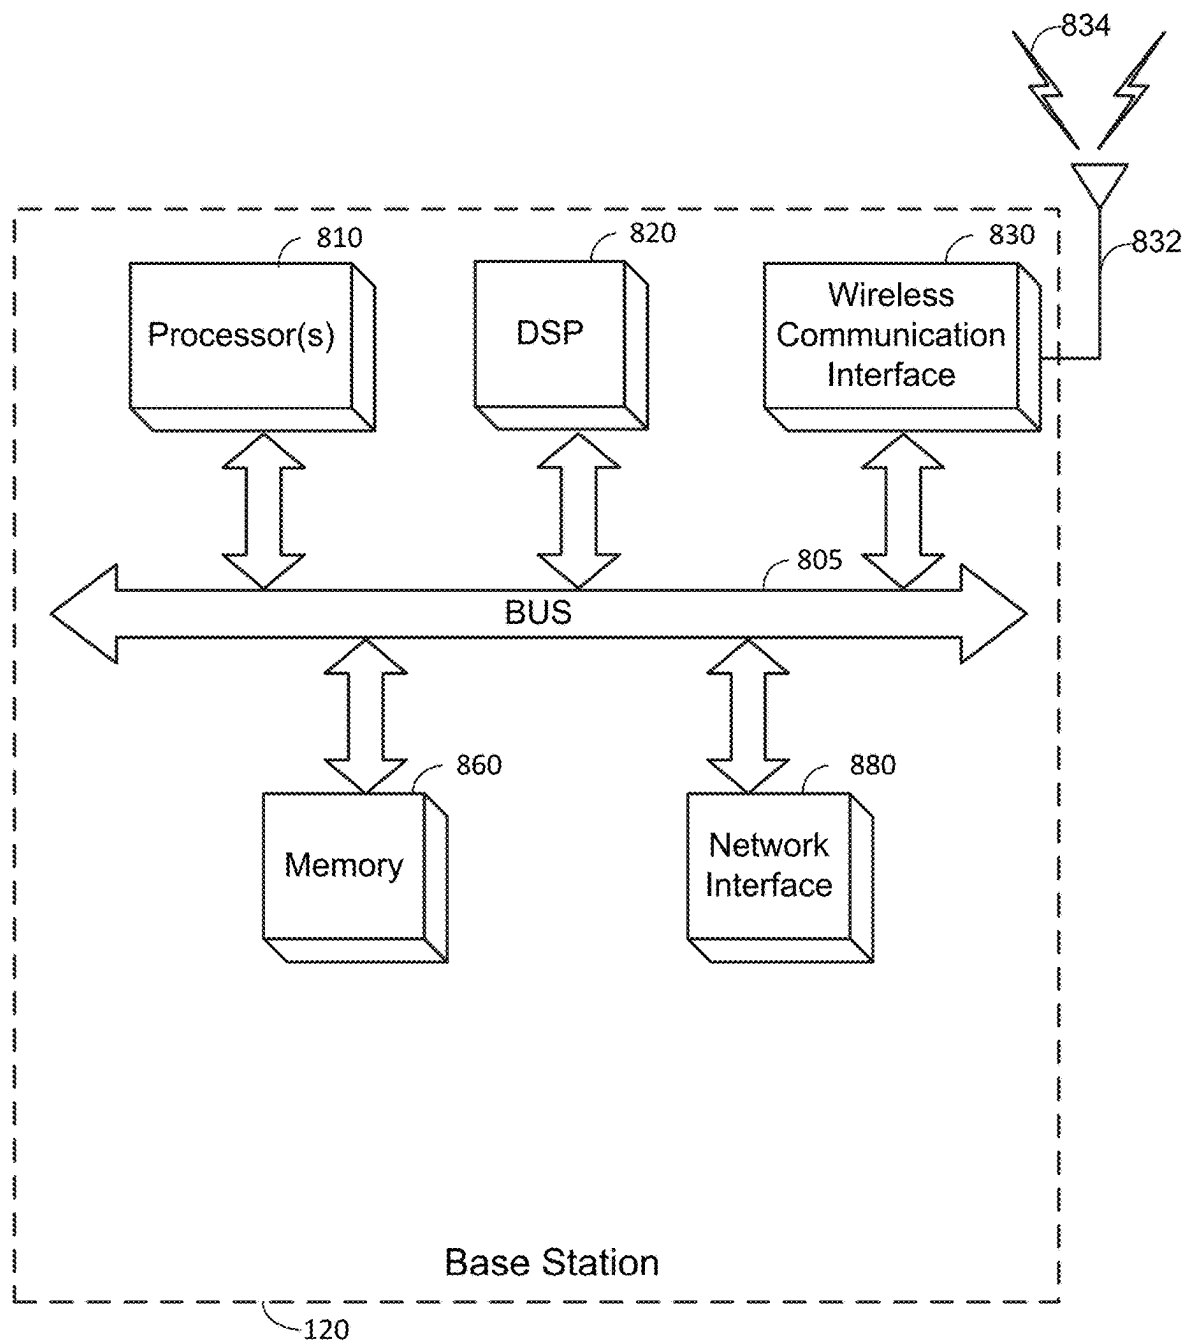 834
832
810
820
830
Processor(s)
DSP
Wireless
Communication
Interface
805
BUS
860
880
Memory
Network
Interface
Base Station
120